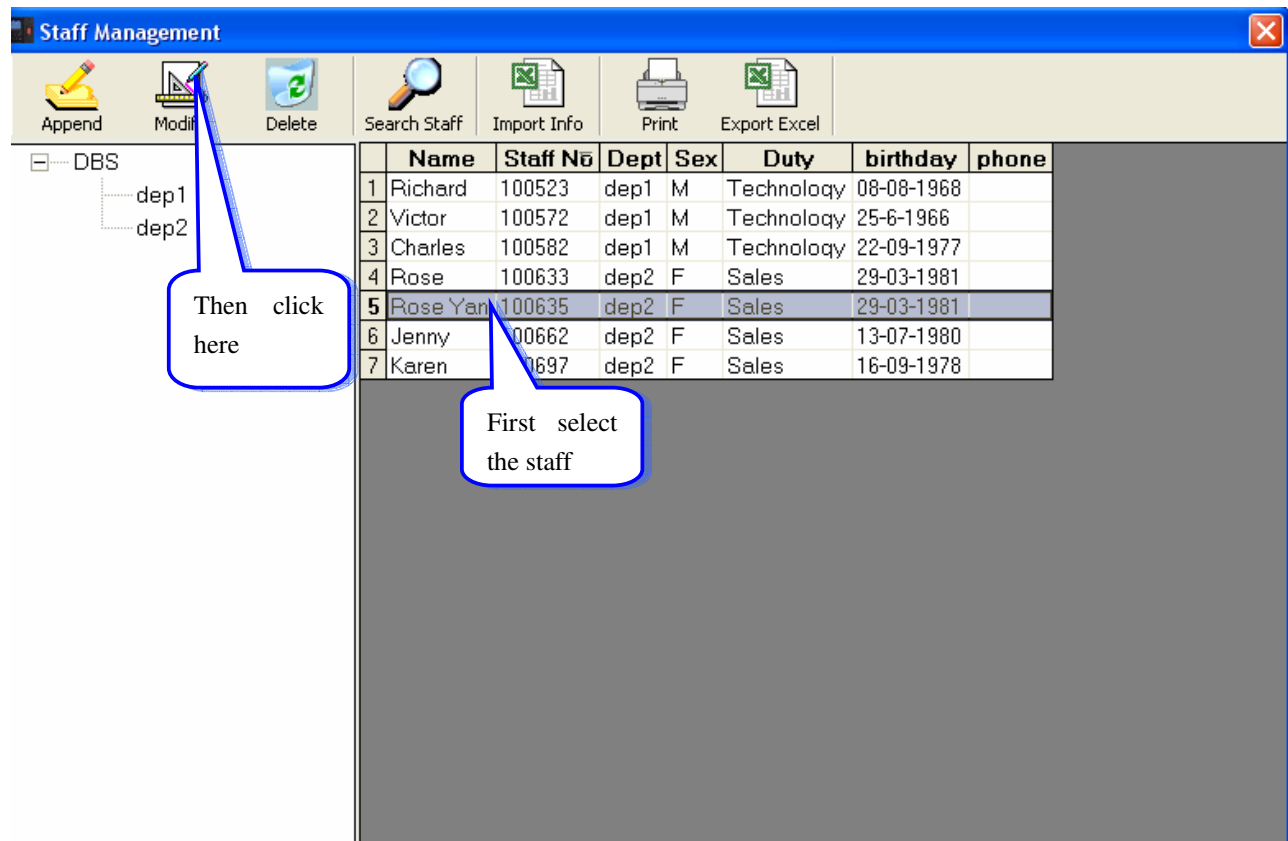 Staff Management
Append Modif Delete Search Staff Import Info Print Export Excel
DBS
dep1
dep2
Name Staff No Dept Sex Duty birthday phone
1 Richard 100523 dep1 M Technology 08-08-1968
2 Victor 100572 dep1 M Technology 25-6-1966
3 Charles 100582 dep1 M Technology 22-09-1977
4 Rose 100633 dep2 F Sales 29-03-1981
5 Rose Yan 100635 dep2 F Sales 29-03-1981
6 Jenny 00662 dep2 F Sales 13-07-1980
7 Karen 0697 dep2 F Sales 16-09-1978
Then click
here
First select
the staff